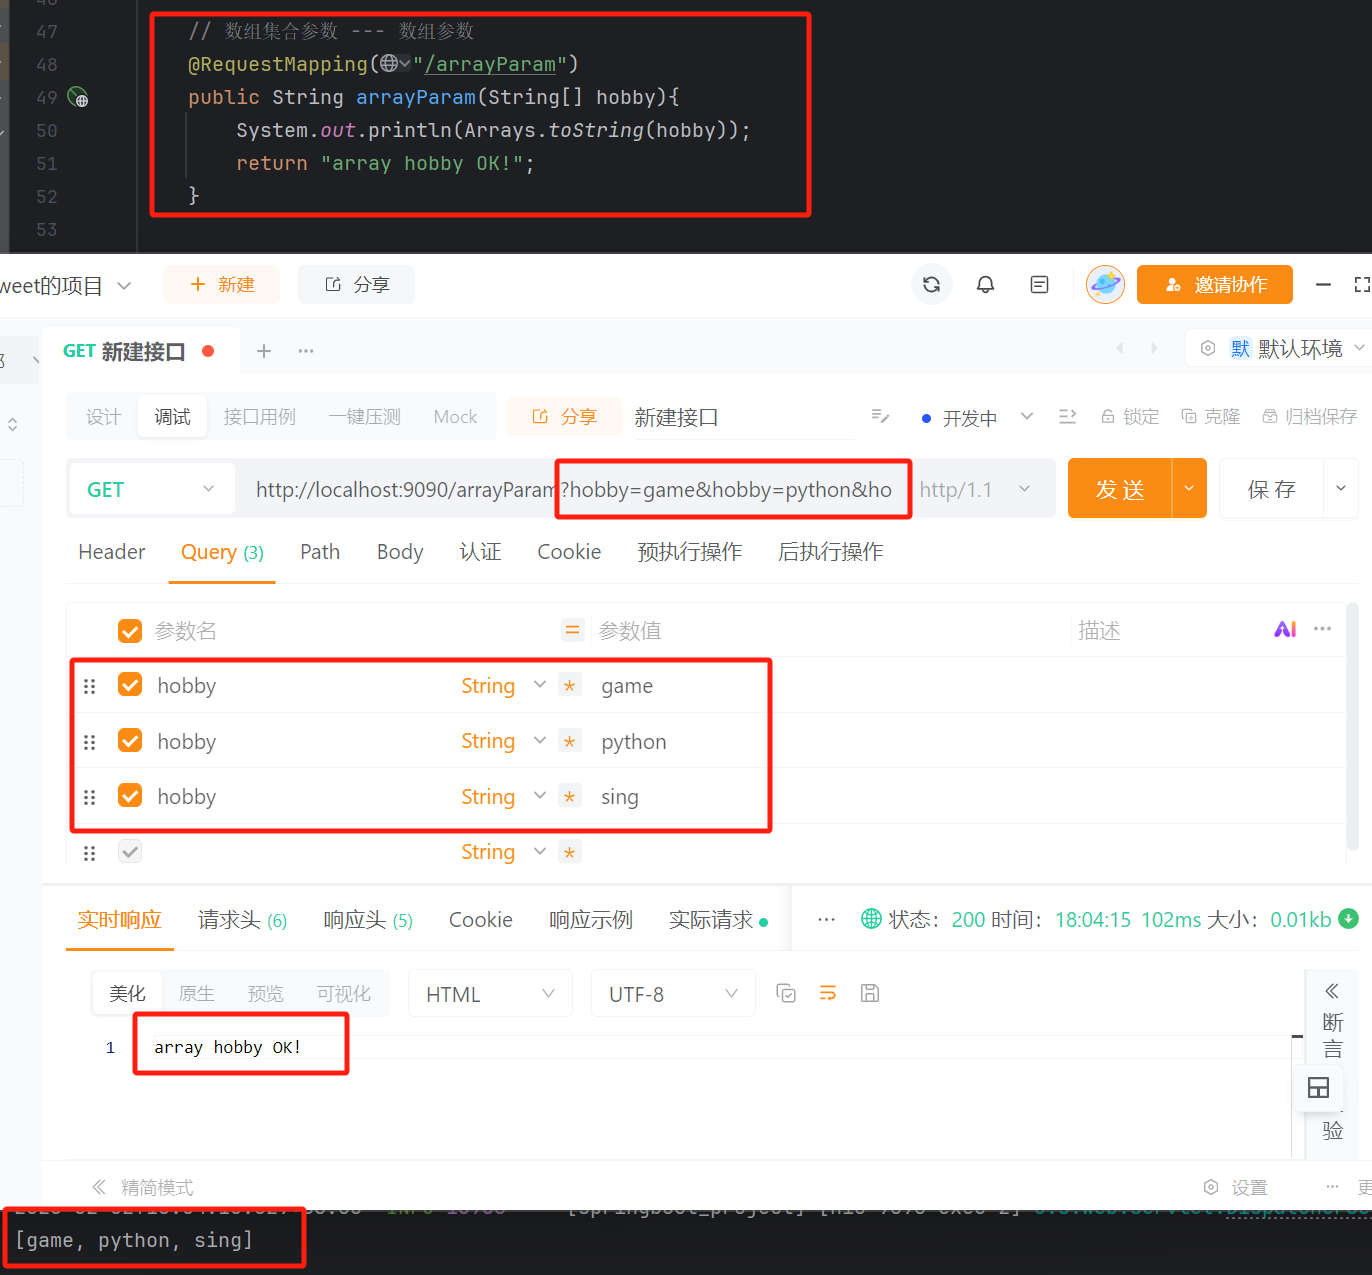 47 // 数组集合参数 --- 数组参数
48 @RequestMapping("/arrayParam")
49 public String arrayParam(String[] hobby){
50 System.out.println(Arrays.toString(hobby));
51 return "array hobby OK!";
52 }
53
weet的项目 + 新建 分享 邀请协作
GET 新建接口 + ... 默 默认环境
设计 调试 接口用例 一键压测 Mock 分享 新建接口 开发中 锁定 克隆 归档保存
GET http://localhost:9090/arrayParam?hobby=game&hobby=python&ho http/1.1 发送 保存
Header Query (3) Path Body 认证 Cookie 预执行操作 后执行操作
参数名 = 参数值 描述 AI ...
hobby String * game
hobby String * python
hobby String * sing
String *
实时响应 请求头 (6) 响应头 (5) Cookie 响应示例 实际请求 ... 状态: 200 时间: 18:04:15 102ms 大小: 0.01kb
美化 原生 预览 可视化 HTML UTF-8
断言
1 array hobby OK!
验
精简模式 设置 ... 更
[game, python, sing]